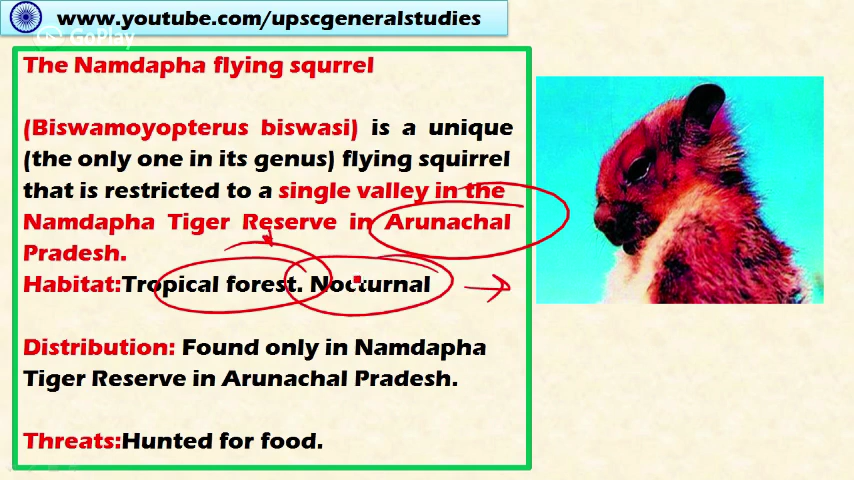 www.youtube.com/upscgeneralstudies
GoPlay
The Namdapha flying squrrel
(Biswamoyopterus biswasi) is a unique
(the only one in its genus) flying squirrel
that is restricted to a single valley in the
Namdapha Tiger Reserve in Arunachal
Pradesh.
Habitat:Tropical forest. Nocturnal
Distribution: Found only in Namdapha
Tiger Reserve in Arunachal Pradesh.
Threats:Hunted for food.